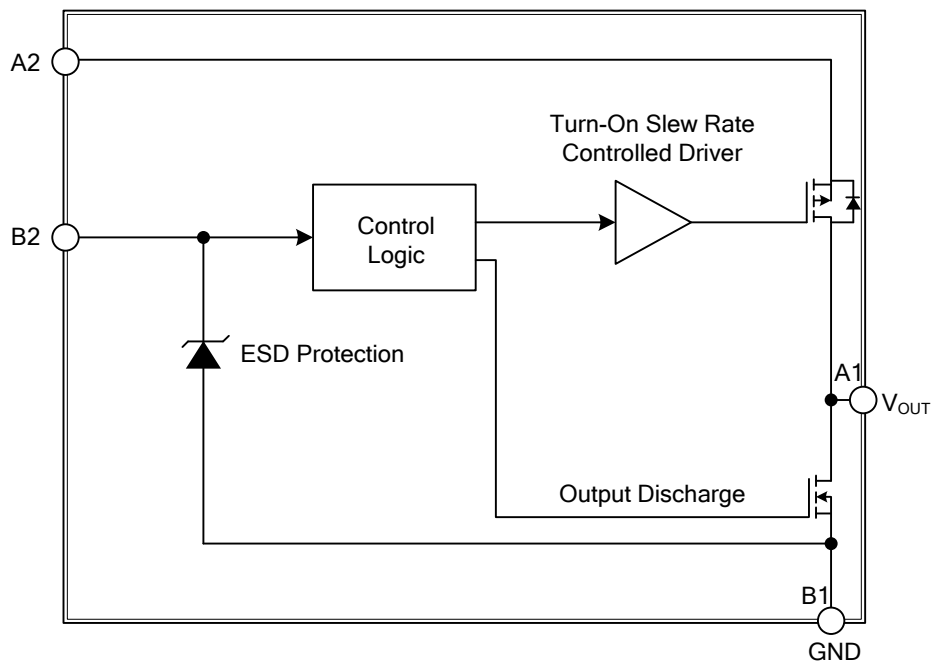 A2
Turn-On Slew Rate
Controlled Driver
B2
Control
Logic
ESD Protection
A1
VOUT
Output Discharge
B1
GND